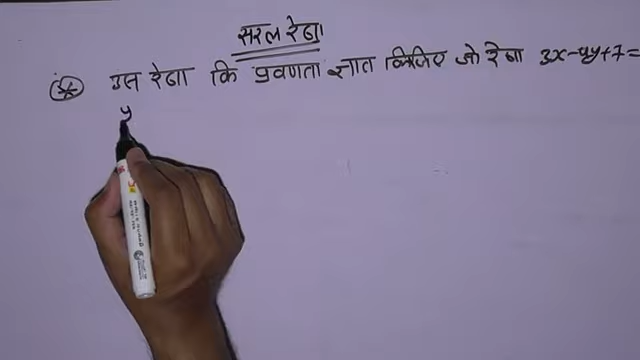 सरल रेखा
उस रेखा कि प्रवणता ज्ञात किजिए जो रेखा 3x-4y+7=
y